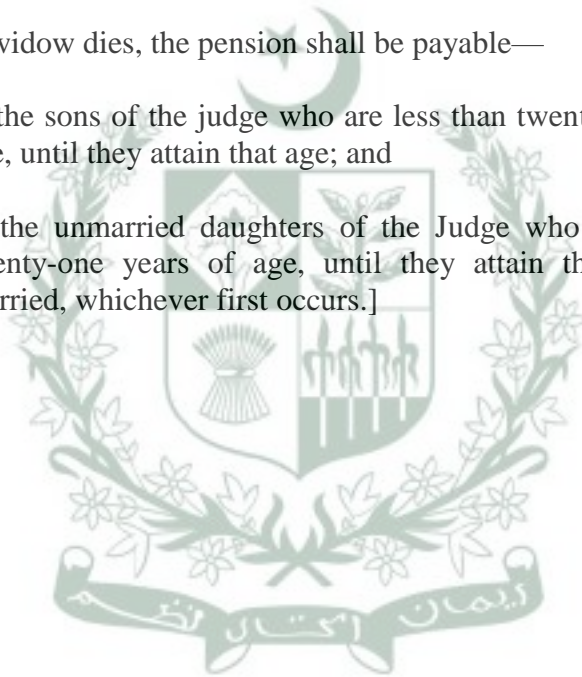 widow dies, the pension shall be payable—
the sons of the judge who are less than twent
e, until they attain that age; and
the unmarried daughters of the Judge who
enty-one years of age, until they attain th
rried, whichever first occurs.]
ایمان اتحاد نظم